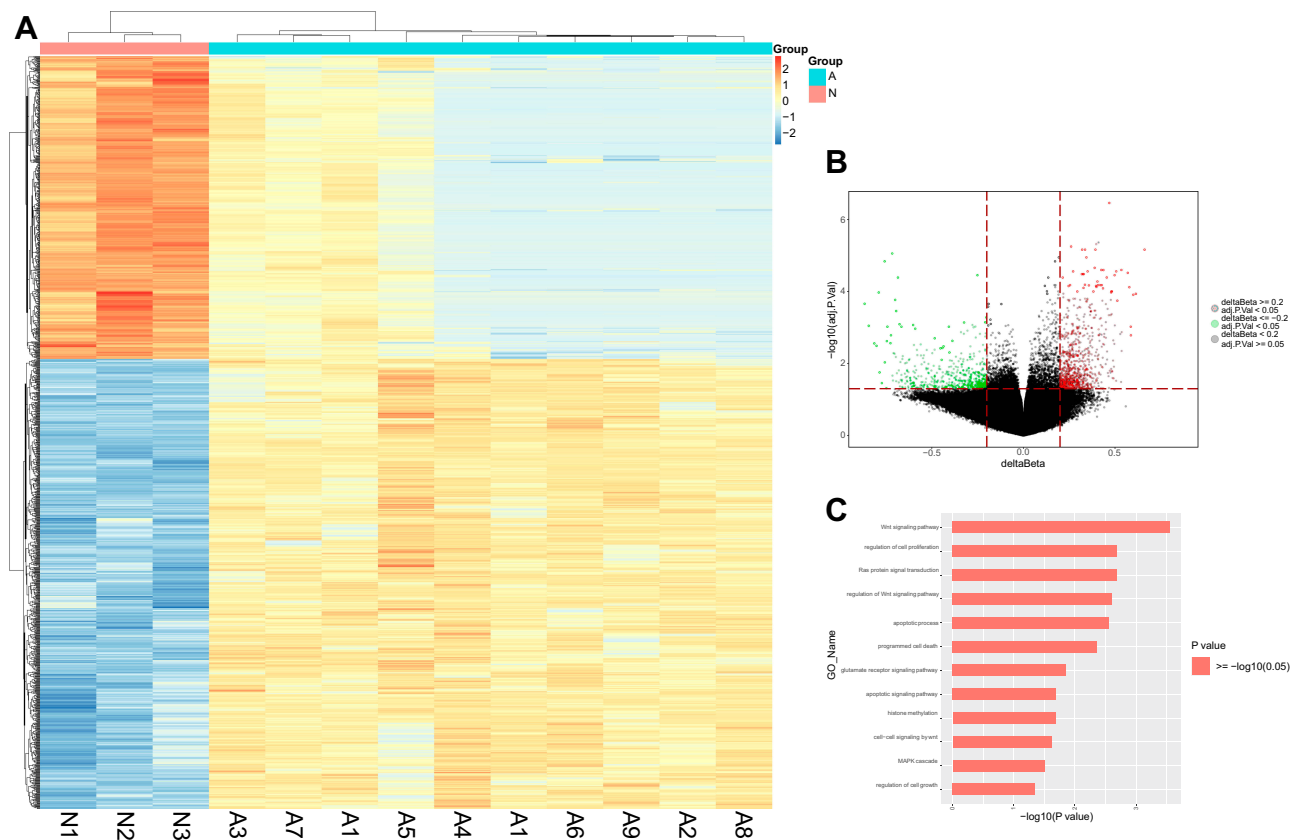 A
Group
2
1
0
−1
−2
Group
A
N
N1
N2
N3
A3
A7
A1
A5
A4
A1
A6
A9
A2
A8
B
−log10(adj.P.Val)
6
4
2
0
−0.5
0.0
0.5
deltaBeta
deltaBeta >= 0.2
adj.P.Val < 0.05
deltaBeta <= −0.2
adj.P.Val < 0.05
deltaBeta < 0.2
adj.P.Val >= 0.05
C
GO_Name
Wnt signaling pathway
regulation of cell proliferation
Ras protein signal transduction
regulation of Wnt signaling pathway
apoptotic process
programmed cell death
glutamate receptor signaling pathway
apoptotic signaling pathway
histone methylation
cell−cell signaling by wnt
MAPK cascade
regulation of cell growth
0
1
2
3
−log10(P value)
P value
>= −log10(0.05)